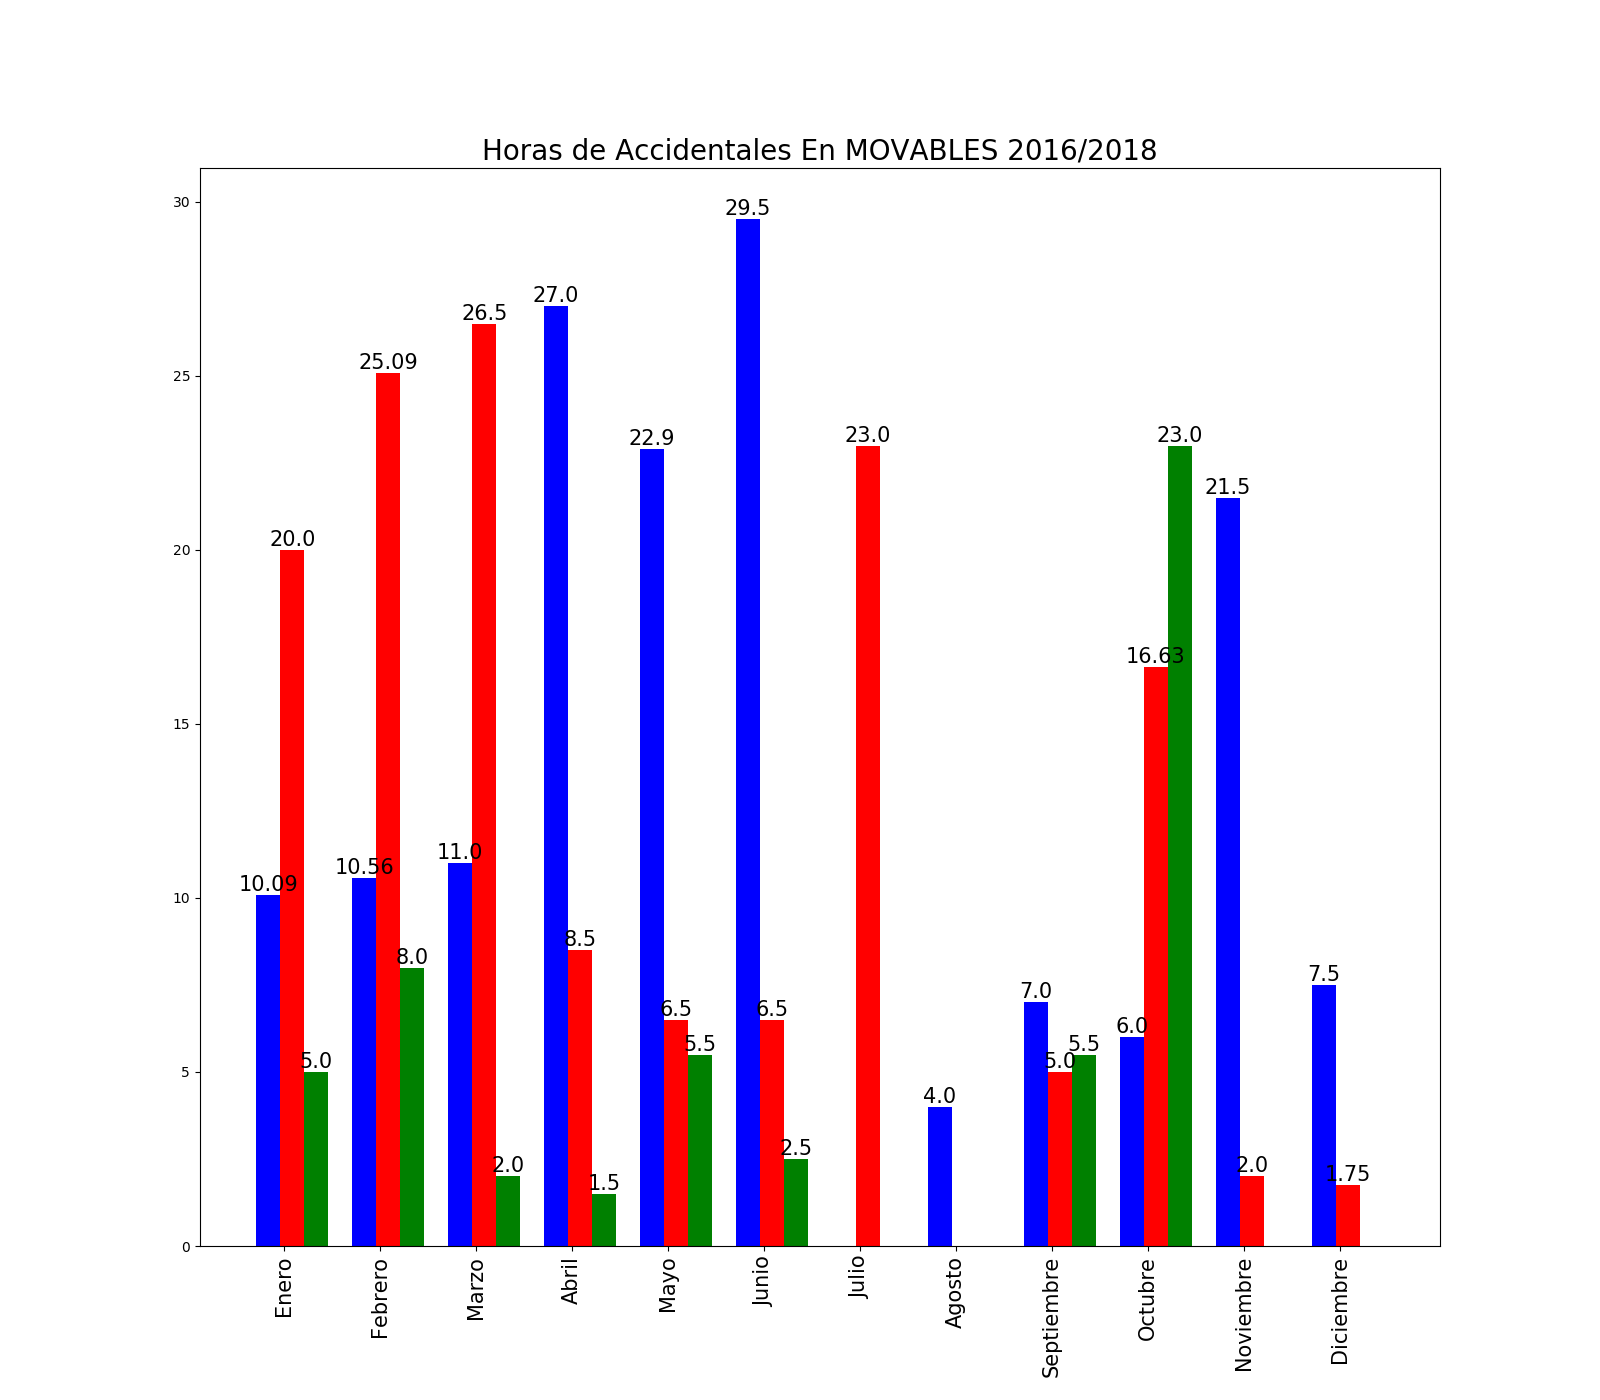 Horas de Accidentales En MOVABLES 2016/2018
30
25
20
15
10
5
0
10.09
20.0
5.0
10.56
25.09
8.0
11.0
26.5
2.0
27.0
8.5
1.5
22.9
6.5
5.5
29.5
6.5
2.5
23.0
4.0
7.0
5.0
5.5
6.0
16.63
23.0
21.5
2.0
7.5
1.75
Enero
Febrero
Marzo
Abril
Mayo
Junio
Julio
Agosto
Septiembre
Octubre
Noviembre
Diciembre